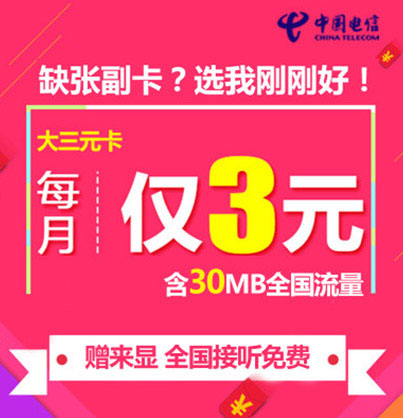 中国电信
CHINA TELECOM
缺张副卡？选我刚刚好！
大三元卡
每月
仅3元
含30MB全国流量
赠来显 全国接听免费